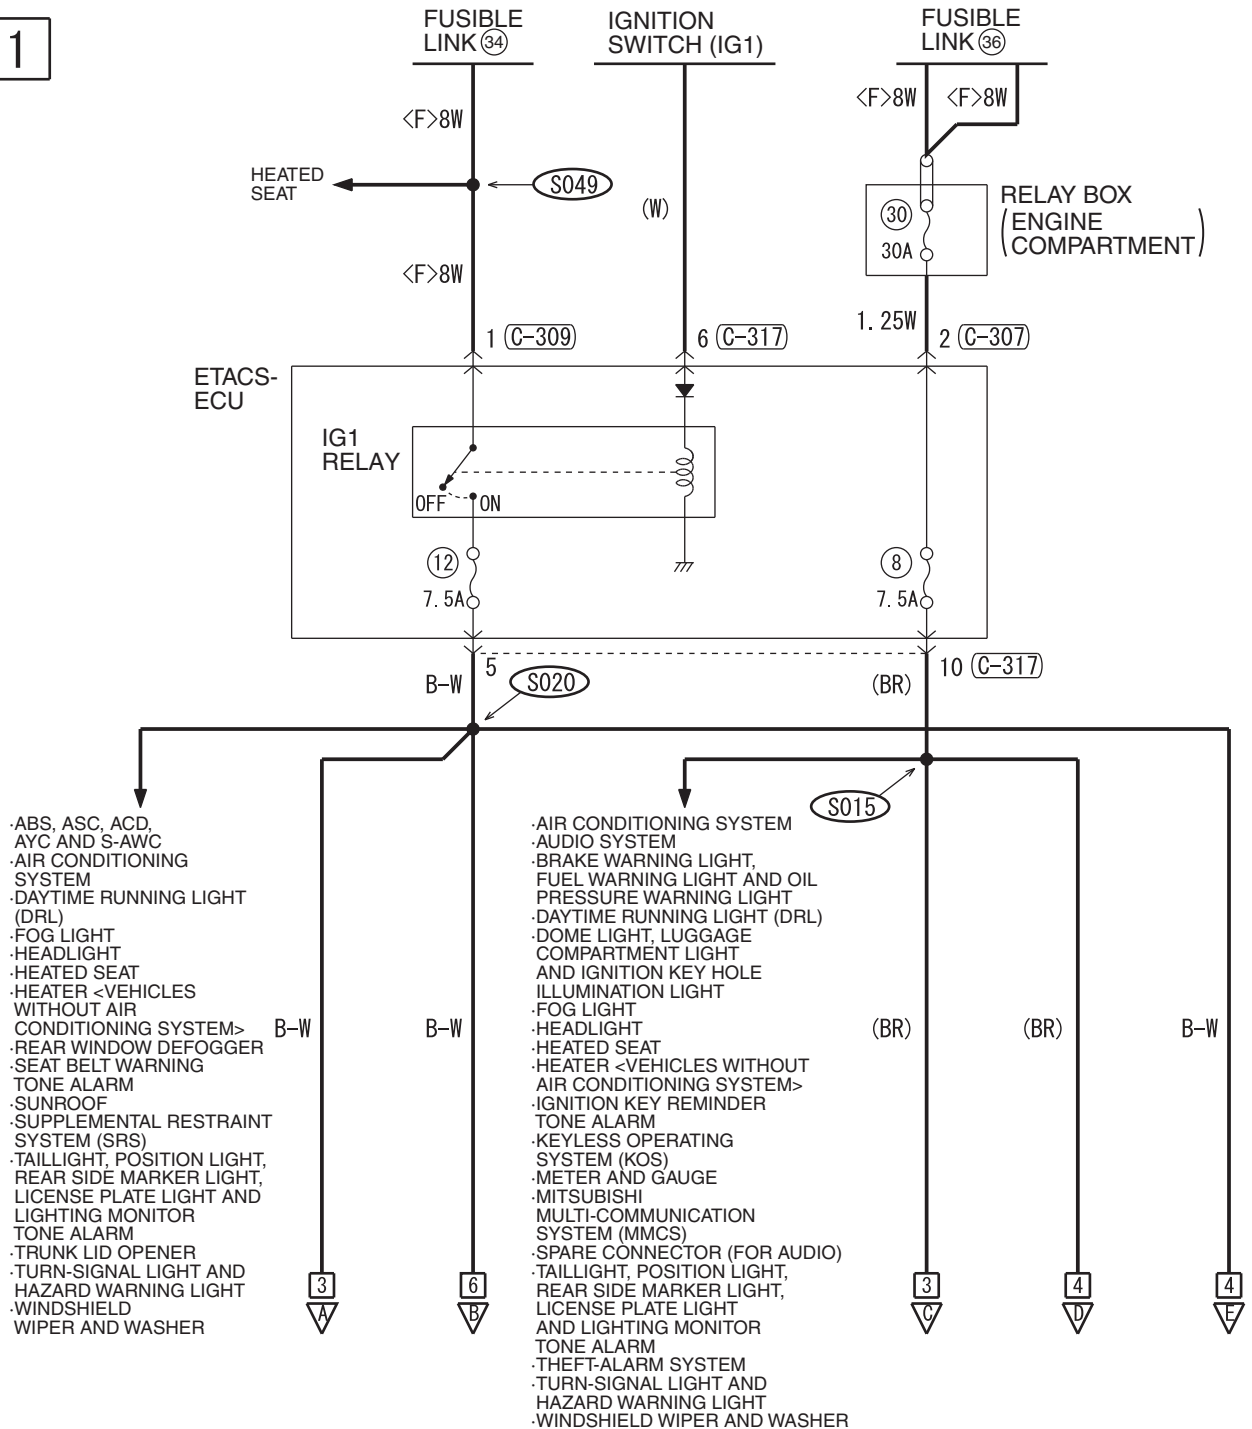 1
FUSIBLE
LINK 34
IGNITION
SWITCH (IG1)
FUSIBLE
LINK 36
<F>8W
<F>8W
<F>8W
HEATED
SEAT
S049
(W)
30
30A
RELAY BOX
(ENGINE
COMPARTMENT)
<F>8W
1.25W
1 C-309
6 C-317
2 C-307
ETACS-
ECU
IG1
RELAY
OFF
ON
12
7.5A
8
7.5A
5
10 C-317
B-W
S020
(BR)
S015
·ABS, ASC, ACD,
AYC AND S-AWC
·AIR CONDITIONING
SYSTEM
·DAYTIME RUNNING LIGHT
(DRL)
·FOG LIGHT
·HEADLIGHT
·HEATED SEAT
·HEATER <VEHICLES
WITHOUT AIR
CONDITIONING SYSTEM>
·REAR WINDOW DEFOGGER
·SEAT BELT WARNING
TONE ALARM
·SUNROOF
·SUPPLEMENTAL RESTRAINT
SYSTEM (SRS)
·TAILLIGHT, POSITION LIGHT,
REAR SIDE MARKER LIGHT,
LICENSE PLATE LIGHT AND
LIGHTING MONITOR
TONE ALARM
·TRUNK LID OPENER
·TURN-SIGNAL LIGHT AND
HAZARD WARNING LIGHT
·WINDSHIELD
WIPER AND WASHER
·AIR CONDITIONING SYSTEM
·AUDIO SYSTEM
·BRAKE WARNING LIGHT,
FUEL WARNING LIGHT AND OIL
PRESSURE WARNING LIGHT
·DAYTIME RUNNING LIGHT (DRL)
·DOME LIGHT, LUGGAGE
COMPARTMENT LIGHT
AND IGNITION KEY HOLE
ILLUMINATION LIGHT
·FOG LIGHT
·HEADLIGHT
·HEATED SEAT
·HEATER <VEHICLES WITHOUT
AIR CONDITIONING SYSTEM>
·IGNITION KEY REMINDER
TONE ALARM
·KEYLESS OPERATING
SYSTEM (KOS)
·METER AND GAUGE
·MITSUBISHI
MULTI-COMMUNICATION
SYSTEM (MMCS)
·SPARE CONNECTOR (FOR AUDIO)
·TAILLIGHT, POSITION LIGHT,
REAR SIDE MARKER LIGHT,
LICENSE PLATE LIGHT
AND LIGHTING MONITOR
TONE ALARM
·THEFT-ALARM SYSTEM
·TURN-SIGNAL LIGHT AND
HAZARD WARNING LIGHT
·WINDSHIELD WIPER AND WASHER
B-W
B-W
(BR)
(BR)
B-W
3
A
6
B
3
C
4
D
4
E